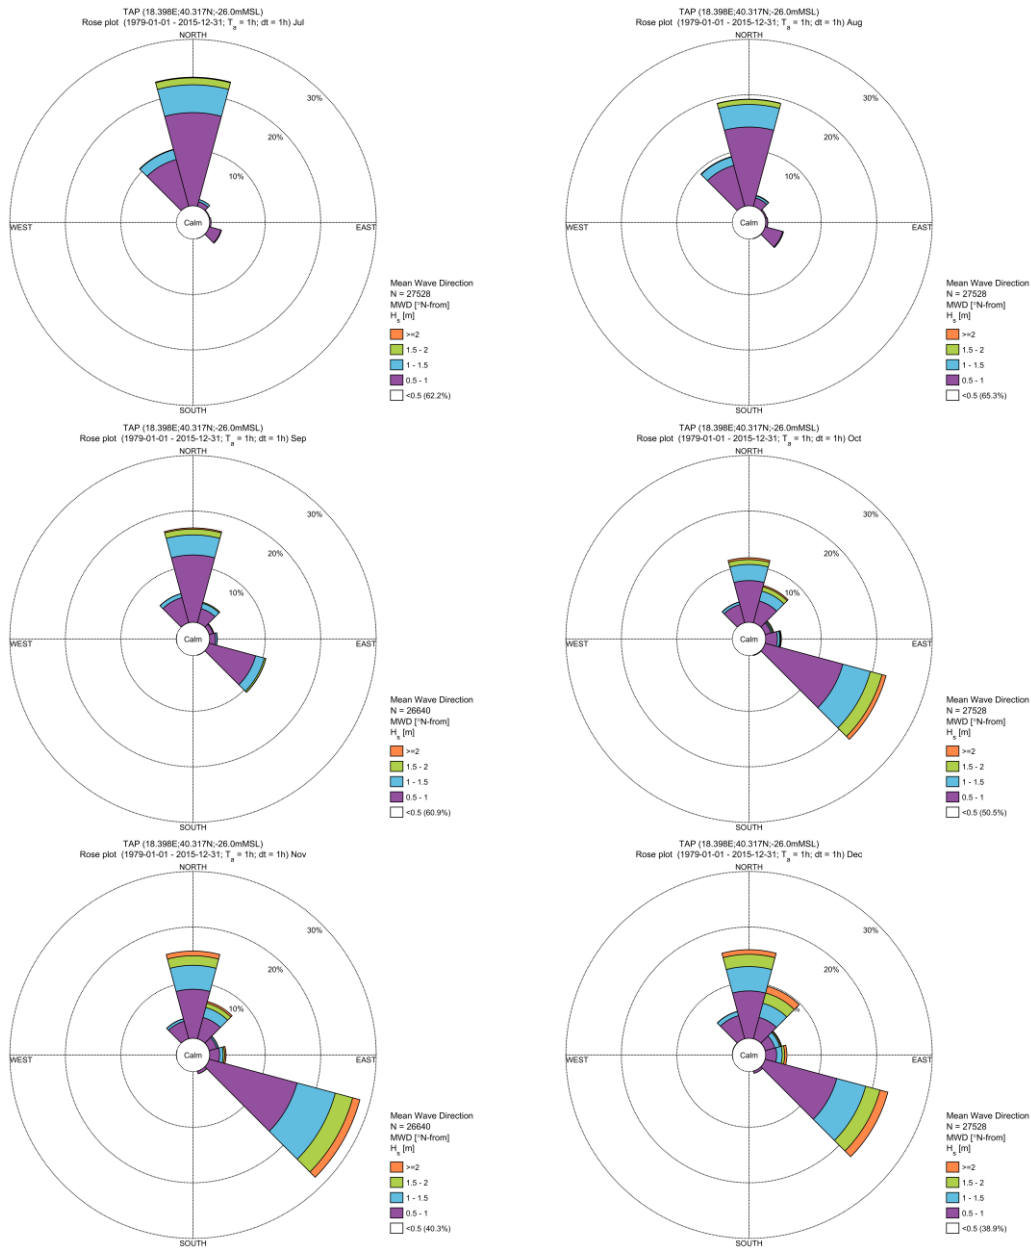 TAP (18.398E;40.317N;-26.0mMSL)
Rose plot (1979-01-01 - 2015-12-31; Ta = 1h; dt = 1h) Jul
NORTH
30%
20%
10%
Calm
WEST
EAST
SOUTH
Mean Wave Direction
N = 27528
MWD [°N-from]
Hs [m]
>=2
1.5 - 2
1 - 1.5
0.5 - 1
<0.5 (62.2%)
TAP (18.398E;40.317N;-26.0mMSL)
Rose plot (1979-01-01 - 2015-12-31; Ta = 1h; dt = 1h) Aug
NORTH
30%
20%
10%
Calm
WEST
EAST
SOUTH
Mean Wave Direction
N = 27528
MWD [°N-from]
Hs [m]
>=2
1.5 - 2
1 - 1.5
0.5 - 1
<0.5 (65.3%)
TAP (18.398E;40.317N;-26.0mMSL)
Rose plot (1979-01-01 - 2015-12-31; Ta = 1h; dt = 1h) Sep
NORTH
30%
20%
10%
Calm
WEST
EAST
SOUTH
Mean Wave Direction
N = 26640
MWD [°N-from]
Hs [m]
>=2
1.5 - 2
1 - 1.5
0.5 - 1
<0.5 (60.9%)
TAP (18.398E;40.317N;-26.0mMSL)
Rose plot (1979-01-01 - 2015-12-31; Ta = 1h; dt = 1h) Oct
NORTH
30%
20%
10%
Calm
WEST
EAST
SOUTH
Mean Wave Direction
N = 27528
MWD [°N-from]
Hs [m]
>=2
1.5 - 2
1 - 1.5
0.5 - 1
<0.5 (50.5%)
TAP (18.398E;40.317N;-26.0mMSL)
Rose plot (1979-01-01 - 2015-12-31; Ta = 1h; dt = 1h) Nov
NORTH
30%
20%
10%
Calm
WEST
EAST
SOUTH
Mean Wave Direction
N = 26640
MWD [°N-from]
Hs [m]
>=2
1.5 - 2
1 - 1.5
0.5 - 1
<0.5 (40.3%)
TAP (18.398E;40.317N;-26.0mMSL)
Rose plot (1979-01-01 - 2015-12-31; Ta = 1h; dt = 1h) Dec
NORTH
30%
20%
Calm
WEST
EAST
SOUTH
Mean Wave Direction
N = 27528
MWD [°N-from]
Hs [m]
>=2
1.5 - 2
1 - 1.5
0.5 - 1
<0.5 (38.9%)